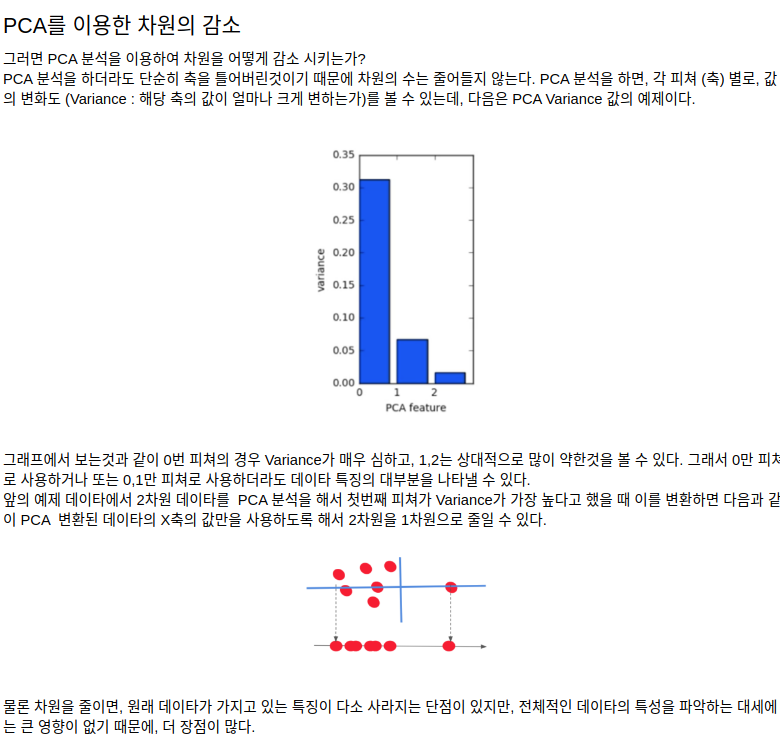 PCA를 이용한 차원의 감소
그러면 PCA 분석을 이용하여 차원을 어떻게 감소 시키는가?
PCA 분석을 하더라도 단순히 축을 틀어버린것이기 때문에 차원의 수는 줄어들지 않는다. PCA 분석을 하면, 각 피쳐 (축) 별로, 값
의 변화도 (Variance : 해당 축의 값이 얼마나 크게 변하는가)를 볼 수 있는데, 다음은 PCA Variance 값의 예제이다.
0.35
0.30
0.25
0.20
0.15
0.10
0.05
0.00
variance
0 1 2
PCA feature
그래프에서 보는것과 같이 0번 피쳐의 경우 Variance가 매우 심하고, 1,2는 상대적으로 많이 약한것을 볼 수 있다. 그래서 0만 피쳐
로 사용하거나 또는 0,1만 피쳐로 사용하더라도 데이타 특징의 대부분을 나타낼 수 있다.
앞의 예제 데이타에서 2차원 데이타를 PCA 분석을 해서 첫번째 피쳐가 Variance가 가장 높다고 했을 때 이를 변환하면 다음과 같
이 PCA 변환된 데이타의 X축의 값만을 사용하도록 해서 2차원을 1차원으로 줄일 수 있다.
물론 차원을 줄이면, 원래 데이타가 가지고 있는 특징이 다소 사라지는 단점이 있지만, 전체적인 데이타의 특성을 파악하는 대세에
는 큰 영향이 없기 때문에, 더 장점이 많다.